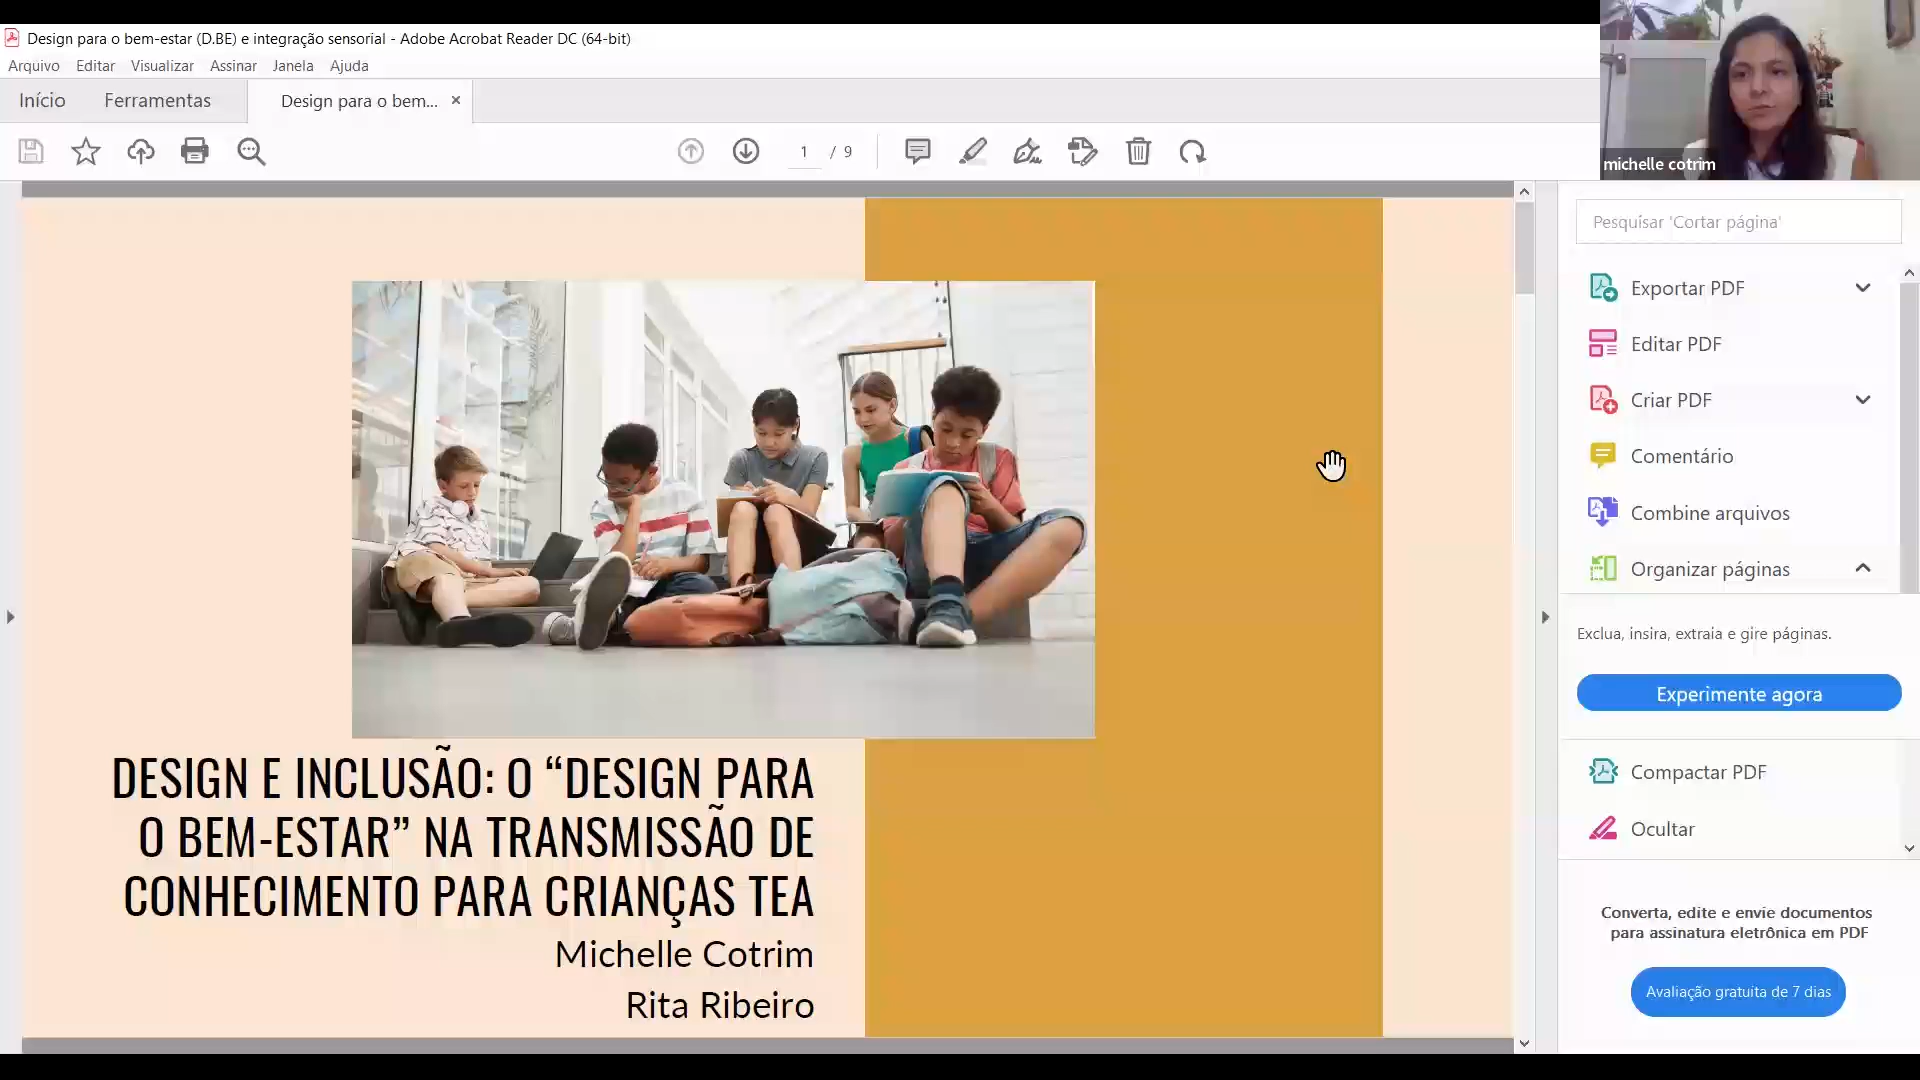 Design para o bem-estar (D.BE) e integração sensorial - Adobe Acrobat Reader DC (64-bit)
Arquivo Editar Visualizar Assinar Janela Ajuda
Início Ferramentas Design para o bem... ×
1 / 9
michelle cotrim
Pesquisar 'Cortar página'
Exportar PDF
Editar PDF
Criar PDF
Comentário
Combine arquivos
Organizar páginas
Exclua, insira, extraia e gire páginas.
Experimente agora
Compactar PDF
Ocultar
Converta, edite e envie documentos
para assinatura eletrônica em PDF
Avaliação gratuita de 7 dias
DESIGN E INCLUSÃO: O “DESIGN PARA
O BEM-ESTAR” NA TRANSMISSÃO DE
CONHECIMENTO PARA CRIANÇAS TEA
Michelle Cotrim
Rita Ribeiro